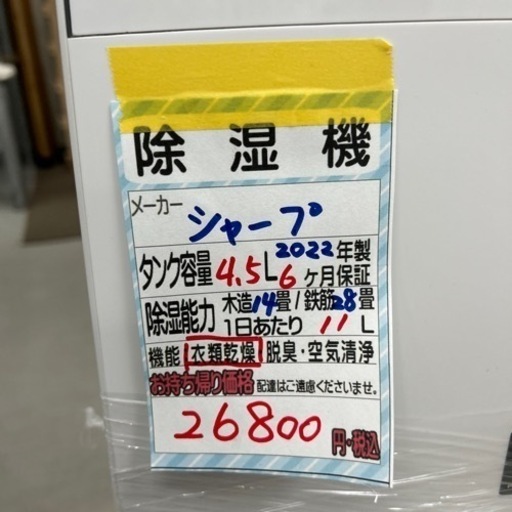 除湿機
メーカー シャープ
2022年製
タンク容量 4.5L 6ヶ月保証
除湿能力 木造14畳/鉄筋28畳
1日あたり 11L
機能 衣類乾燥 脱臭・空気清浄
お持ち帰り価格 配達はご遠慮くださいませ。
26800 円・税込